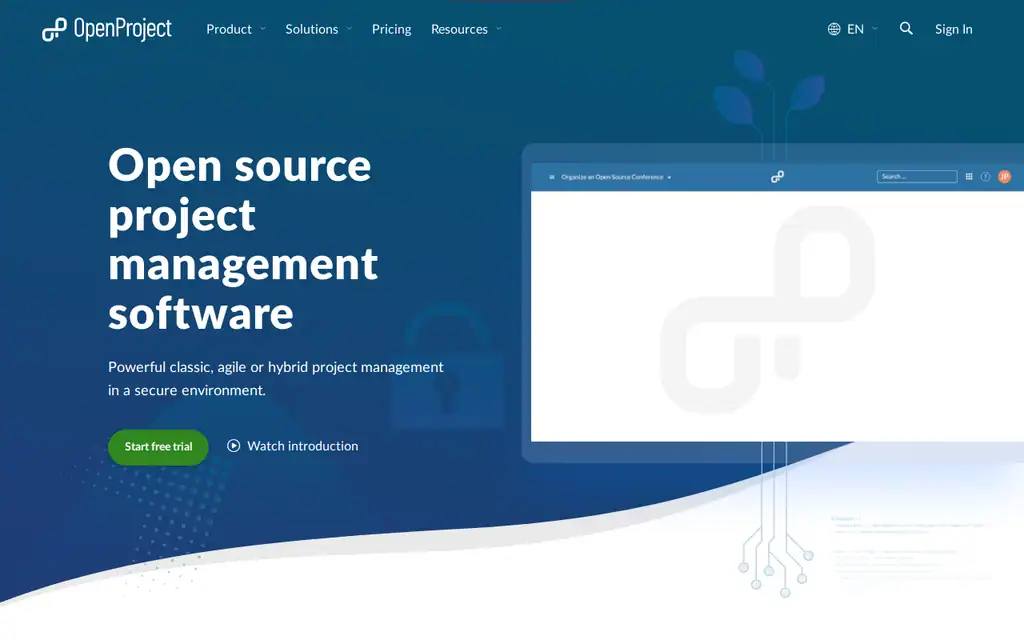 OpenProject Product Solutions Pricing Resources EN Sign In
Open source
project
management
software
Powerful classic, agile or hybrid project management
in a secure environment.
Start free trial Watch introduction
Organize an Open Source Conference Search ... ? JP